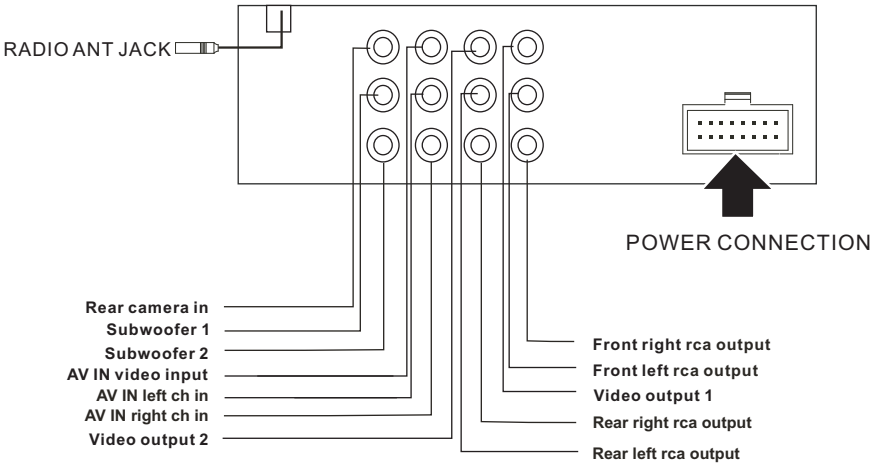 RADIO ANT JACK
POWER CONNECTION
Rear camera in
Subwoofer 1
Subwoofer 2
AV IN video input
AV IN left ch in
AV IN right ch in
Video output 2
Front right rca output
Front left rca output
Video output 1
Rear right rca output
Rear left rca output